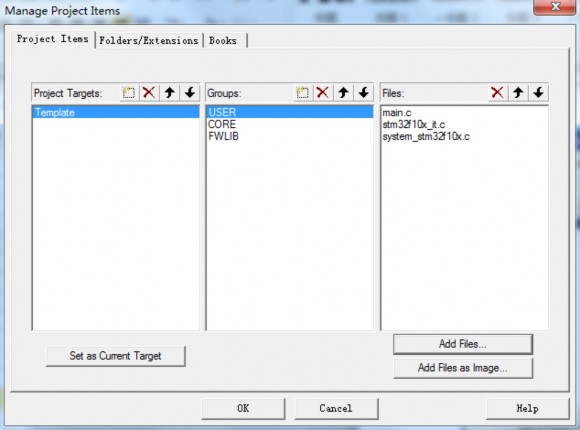 Manage Project Items
Project Items Folders/Extensions Books
Project Targets: Groups: Files:
Template
USER
CORE
FWLIB
main.c
stm32f10x_it.c
system_stm32f10x.c
Set as Current Target
Add Files...
Add Files as Image...
OK Cancel Help